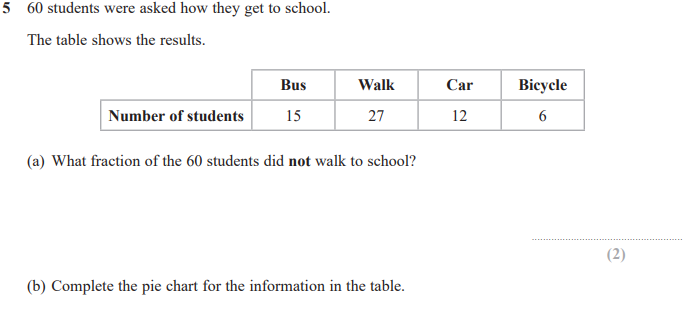 5 60 students were asked how they get to school.
The table shows the results.
Bus Walk Car Bicycle
Number of students 15 27 12 6
(a) What fraction of the 60 students did not walk to school?
(2)
(b) Complete the pie chart for the information in the table.